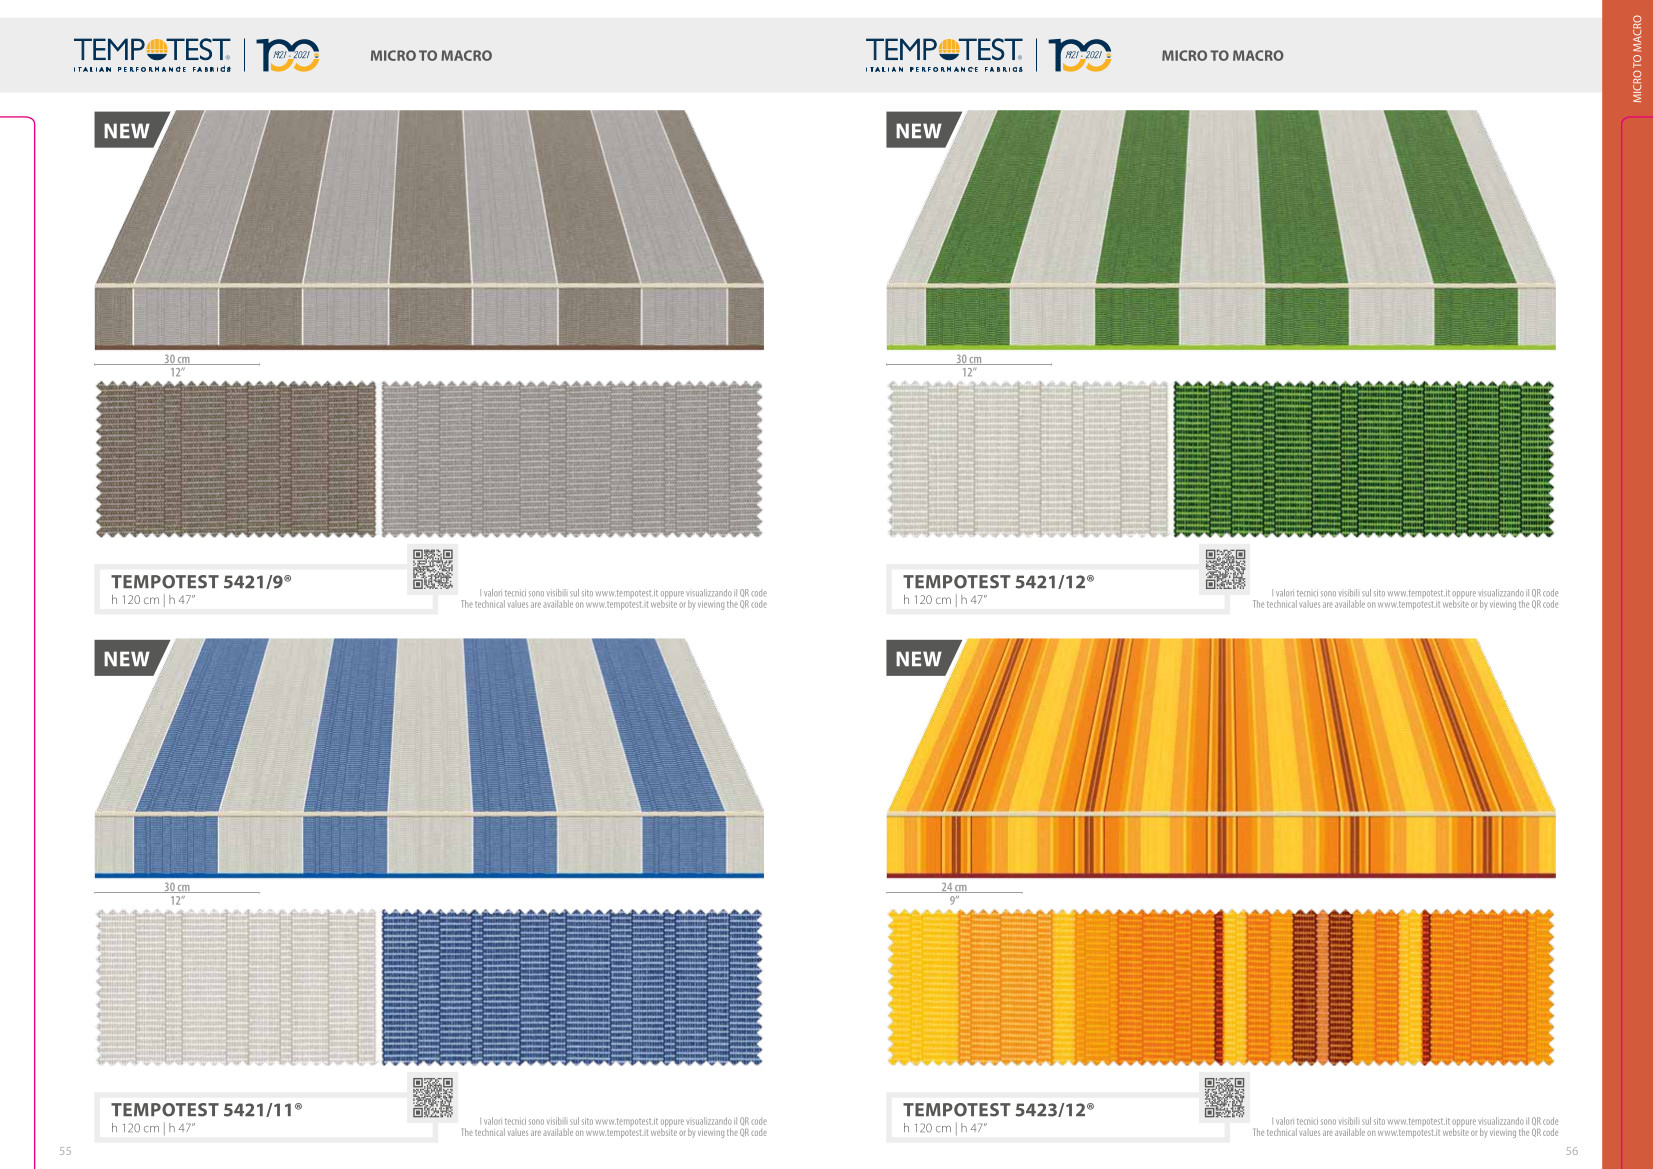 TEMPOTEST®
ITALIAN PERFORMANCE FABRICS
100
1921 - 2021
MICRO TO MACRO
NEW
30 cm
12”
TEMPOTEST 5421/9®
h 120 cm | h 47”
I valori tecnici sono visibili sul sito www.tempotest.it oppure visualizzando il QR code
The technical values are available on www.tempotest.it website or by viewing the QR code
NEW
30 cm
12”
TEMPOTEST 5421/11®
h 120 cm | h 47”
I valori tecnici sono visibili sul sito www.tempotest.it oppure visualizzando il QR code
The technical values are available on www.tempotest.it website or by viewing the QR code
55
TEMPOTEST®
ITALIAN PERFORMANCE FABRICS
100
1921 - 2021
MICRO TO MACRO
MICRO TO MACRO
NEW
30 cm
12”
TEMPOTEST 5421/12®
h 120 cm | h 47”
I valori tecnici sono visibili sul sito www.tempotest.it oppure visualizzando il QR code
The technical values are available on www.tempotest.it website or by viewing the QR code
NEW
24 cm
9”
TEMPOTEST 5423/12®
h 120 cm | h 47”
I valori tecnici sono visibili sul sito www.tempotest.it oppure visualizzando il QR code
The technical values are available on www.tempotest.it website or by viewing the QR code
56